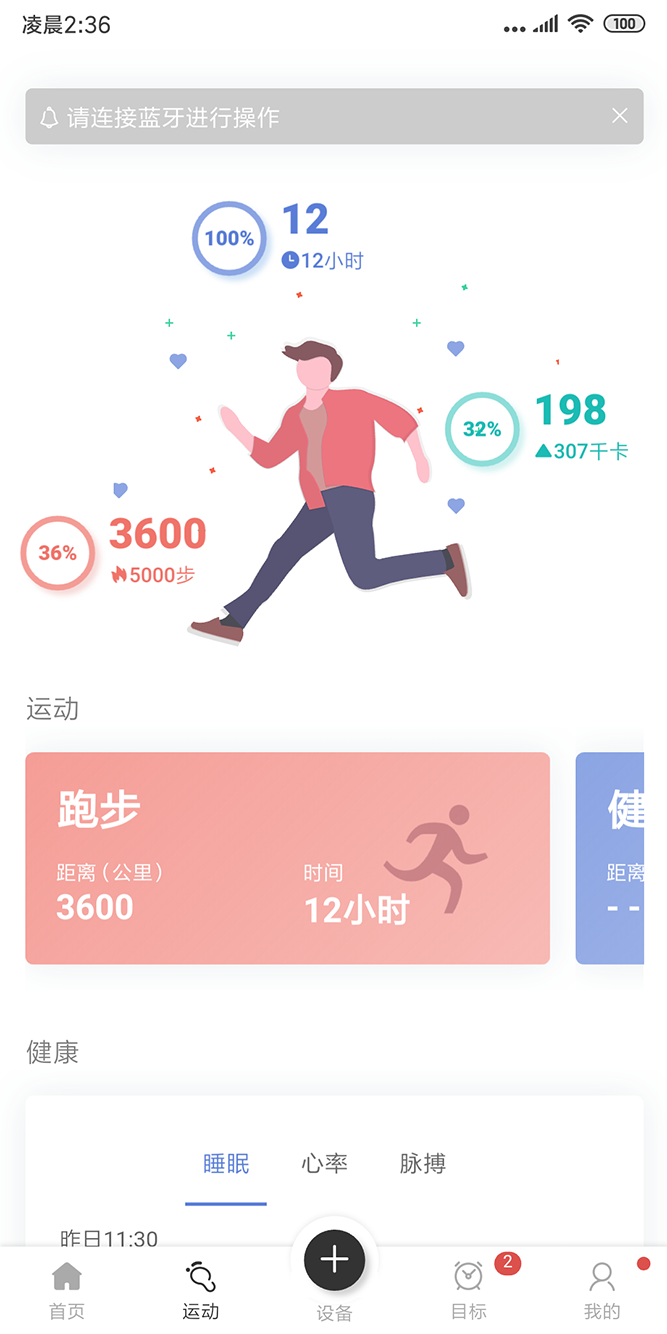 凌晨2:36
100
请连接蓝牙进行操作
100%
12
12小时
32%
198
307千卡
36%
3600
5000步
运动
跑步
距离（公里）
3600
时间
12小时
健
距离
- -
健康
睡眠
心率
脉搏
昨日11:30
2
首页
运动
设备
目标
我的